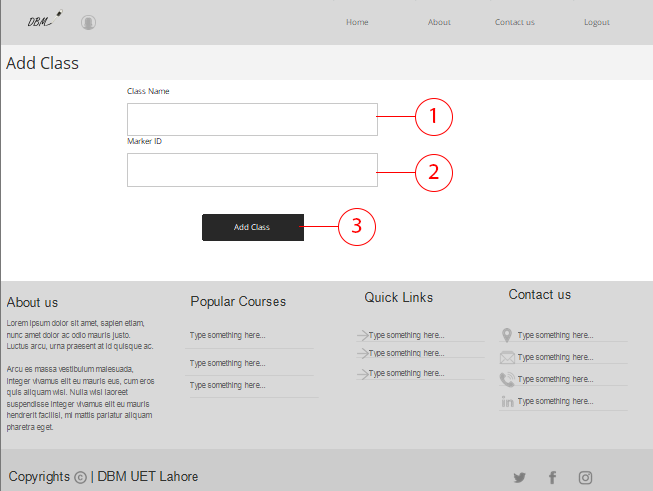 DBM
Home
About
Contact us
Logout
Add Class
Class Name
1
Marker ID
2
Add Class
3
About us
Lorem ipsum dolor sit amet, sapien etiam,
nunc amet dolor ac odio mauris justo.
Luctus arcu, urna praesent at id quisque ac.
Arcu es massa vestibulum malesuada,
integer vivamus elit eu mauris eus, cum eros
quis aliquam wisi. Nulla wisi laoreet
suspendisse integer vivamus elit eu mauris
hendrerit facilisi, mi mattis pariatur aliquam
pharetra eget.
Popular Courses
Type something here...
Type something here...
Type something here...
Quick Links
Type something here...
Type something here...
Type something here...
Contact us
Type something here...
Type something here...
Type something here...
in Type something here...
Copyrights © | DBM UET Lahore